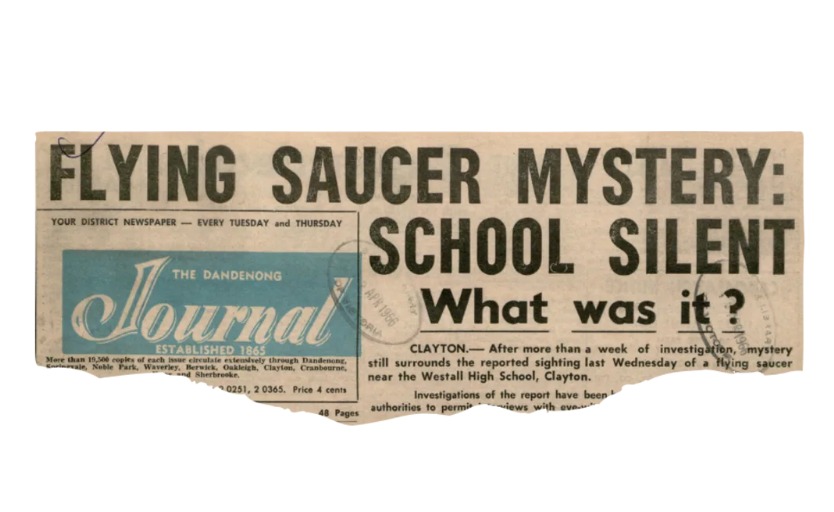 FLYING SAUCER MYSTERY:
SCHOOL SILENT
What was it?
YOUR DISTRICT NEWSPAPER — EVERY TUESDAY and THURSDAY
THE DANDENONG
Journal
ESTABLISHED 1865
More than 19,500 copies of each issue circulate extensively through Dandenong,
Noble Park, Waverley, Berwick, Oakleigh, Clayton, Cranbourne,
and Sherbrooke.
0251, 2 0365. Price 4 cents
48 Pages
APR 1966
CLAYTON.— After more than a week of investigation, mystery
still surrounds the reported sighting last Wednesday of a flying saucer
near the Westall High School, Clayton.
Investigations of the report have been
authorities to permit interviews with